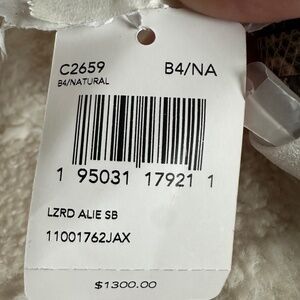 C2659 B4/NA
B4/NATURAL
1 95031 17921 1
LZRD ALIE SB
11001762JAX
$1300.00